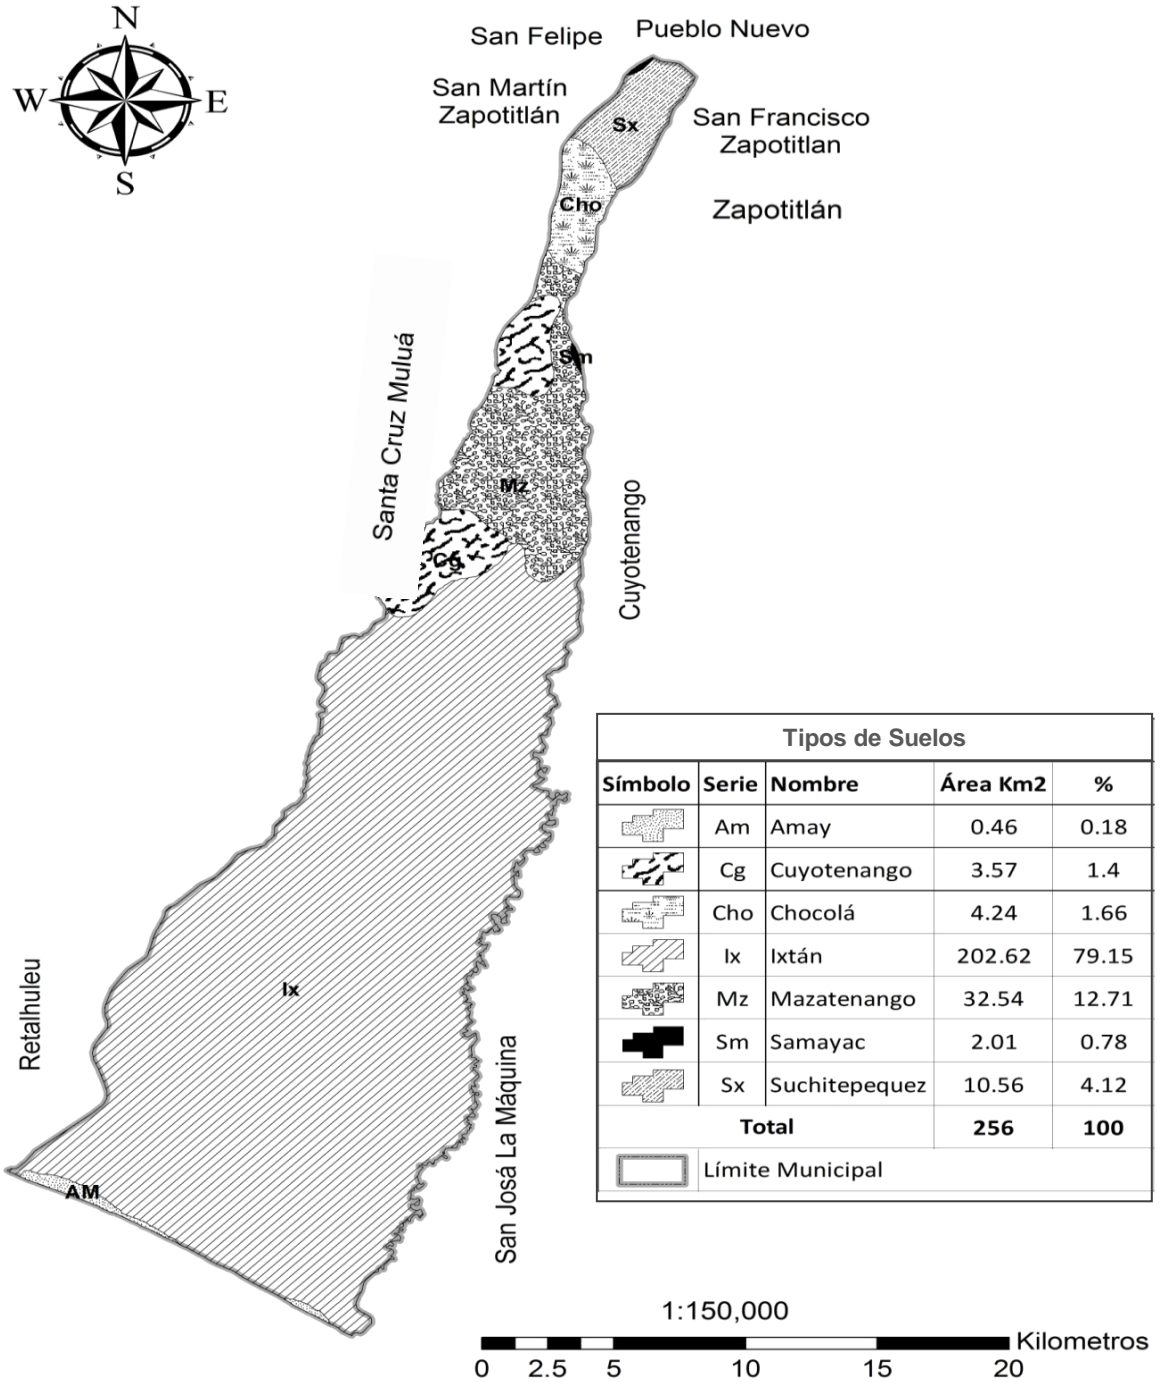 N
W
E
S
San Felipe
Pueblo Nuevo
San Martín
Zapotitlán
San Francisco
Zapotitlan
Zapotitlán
Sx
Cho
Sm
Mz
Cg
Ix
AM
Santa Cruz Muluá
Cuyotenango
Retalhuleu
San Josá La Máquina
Tipos de Suelos
Símbolo Serie Nombre Área Km2 %
Am Amay 0.46 0.18
Cg Cuyotenango 3.57 1.4
Cho Chocolá 4.24 1.66
Ix Ixtán 202.62 79.15
Mz Mazatenango 32.54 12.71
Sm Samayac 2.01 0.78
Sx Suchitepequez 10.56 4.12
Total 256 100
Límite Municipal
1:150,000
Kilometros
0 2.5 5 10 15 20